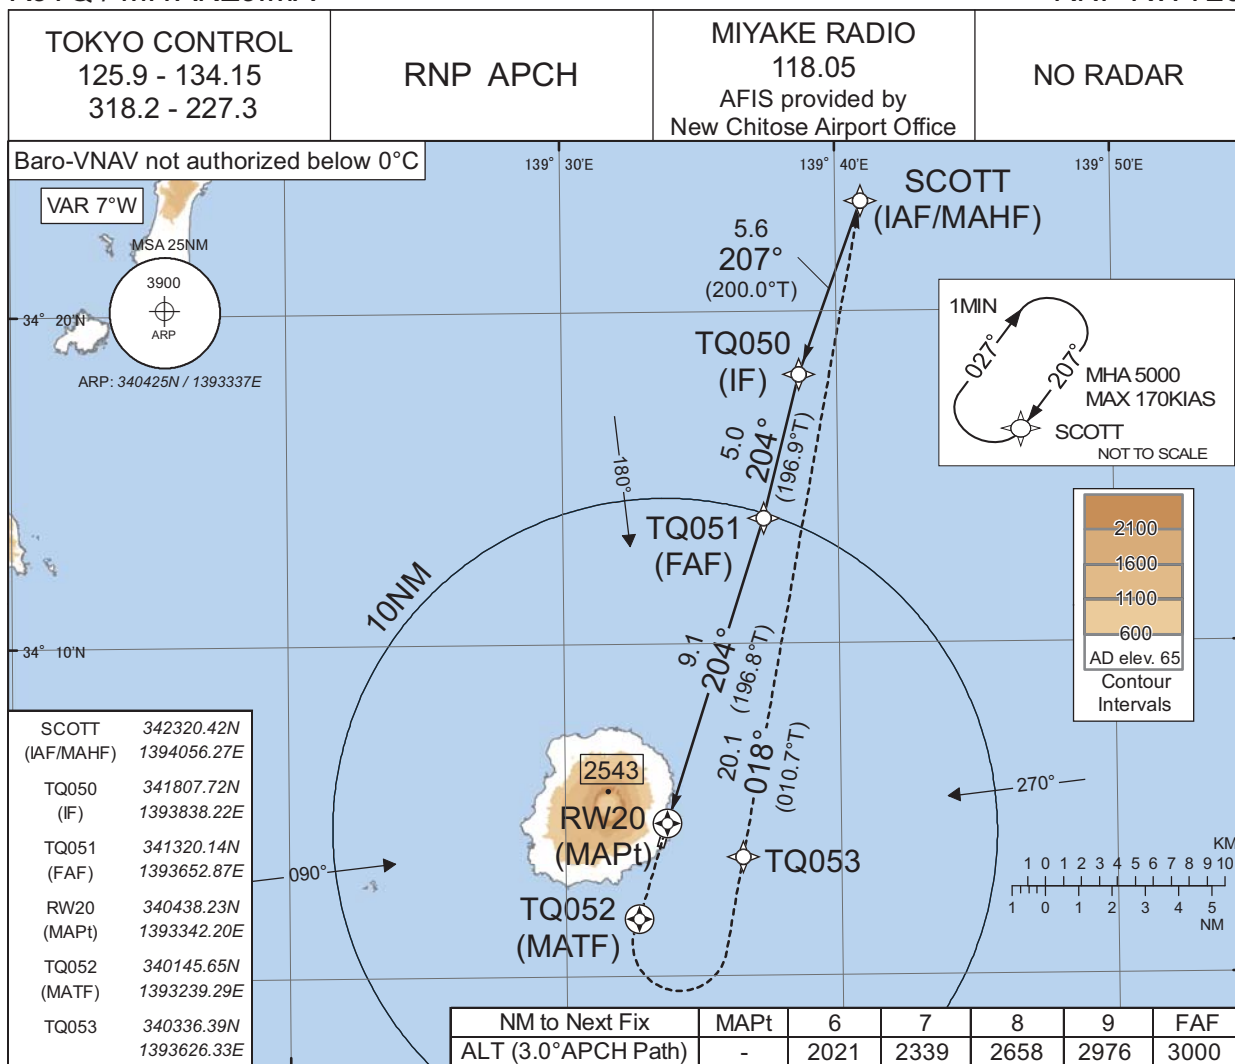 TOKYO CONTROL
125.9 - 134.15
318.2 - 227.3
RNP APCH
MIYAKE RADIO
118.05
AFIS provided by
New Chitose Airport Office
NO RADAR
Baro-VNAV not authorized below 0°C
139° 30'E
139° 40'E
139° 50'E
VAR 7°W
MSA 25NM
3900
ARP
ARP: 340425N / 1393337E
34° 20'N
34° 10'N
SCOTT
(IAF/MAHF)
5.6
207°
(200.0°T)
TQ050
(IF)
5.0
204°
(196.9°T)
1MIN
027°
207°
MHA 5000
MAX 170KIAS
SCOTT
NOT TO SCALE
180°
TQ051
(FAF)
10NM
9.1
204°
(196.8°T)
20.1
018°
(010.7°T)
2100
1600
1100
600
AD elev. 65
Contour
Intervals
2543
RW20
(MAPt)
TQ053
270°
090°
TQ052
(MATF)
KM
1 0 1 2 3 4 5 6 7 8 9 10
1 0 1 2 3 4 5
NM
SCOTT 342320.42N
(IAF/MAHF) 1394056.27E
TQ050 341807.72N
(IF) 1393838.22E
TQ051 341320.14N
(FAF) 1393652.87E
RW20 340438.23N
(MAPt) 1393342.20E
TQ052 340145.65N
(MATF) 1393239.29E
TQ053 340336.39N
1393626.33E
NM to Next Fix MAPt 6 7 8 9 FAF
ALT (3.0°APCH Path) - 2021 2339 2658 2976 3000